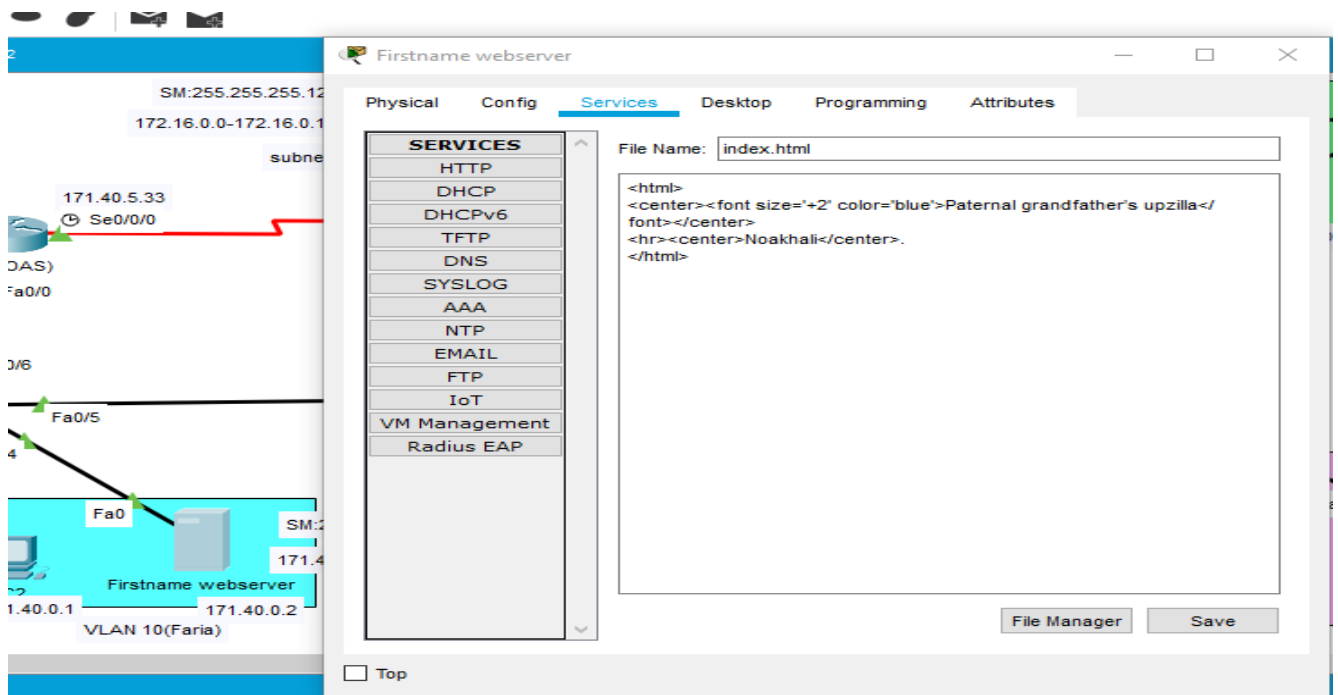 2
SM:255.255.255.12
172.16.0.0-172.16.0.1
subne
171.40.5.33
Se0/0/0
OAS)
Fa0/0
0/6
Fa0/5
4
Fa0
SM:2
171.4
Firstname webserver
1.40.0.1
171.40.0.2
VLAN 10(Faria)
Firstname webserver
Physical Config Services Desktop Programming Attributes
SERVICES
HTTP
DHCP
DHCPv6
TFTP
DNS
SYSLOG
AAA
NTP
EMAIL
FTP
IoT
VM Management
Radius EAP
File Name: index.html
<html>
<center><font size='+2' color='blue'>Paternal grandfather's upzilla</
font></center>
<hr><center>Noakhali</center>.
</html>
File Manager Save
Top